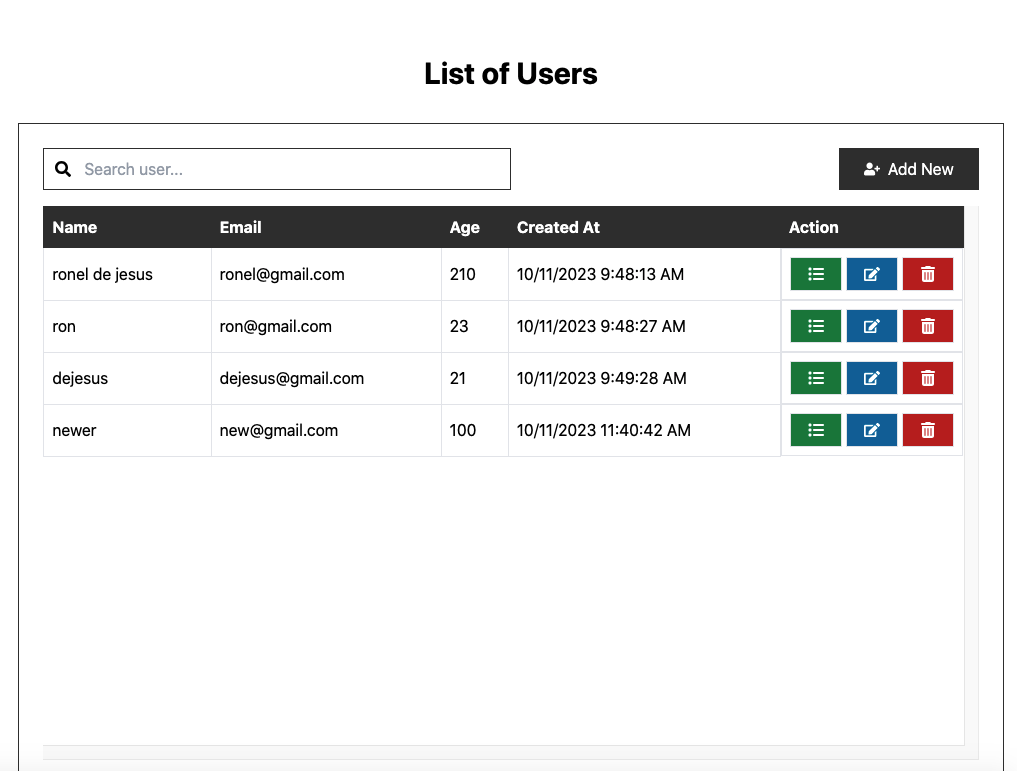 List of Users
Search user...
Add New
Name Email Age Created At Action
ronel de jesus ronel@gmail.com 210 10/11/2023 9:48:13 AM
ron ron@gmail.com 23 10/11/2023 9:48:27 AM
dejesus dejesus@gmail.com 21 10/11/2023 9:49:28 AM
newer new@gmail.com 100 10/11/2023 11:40:42 AM